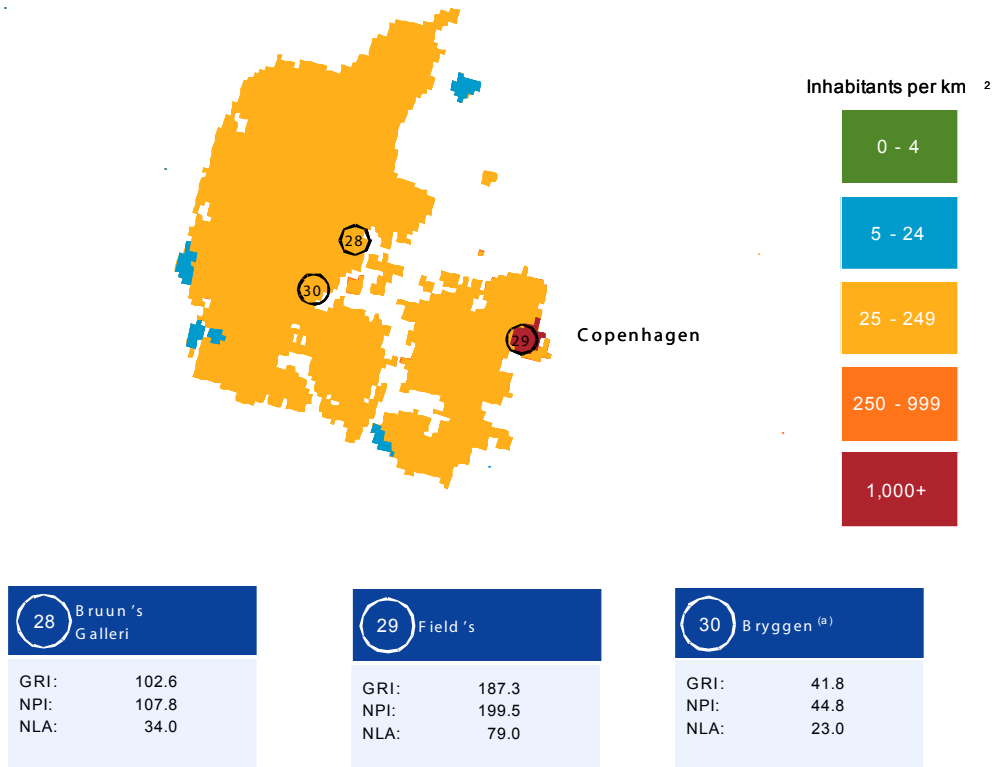 Inhabitants per km ²
0 - 4
5 - 24
28
25 - 249
30
29
Copenhagen
250 - 999
1,000+
28
Bruun's
Galleri
GRI: 102.6
NPI: 107.8
NLA: 34.0
29
Field's
GRI: 187.3
NPI: 199.5
NLA: 79.0
30
Bryggen (a)
GRI: 41.8
NPI: 44.8
NLA: 23.0